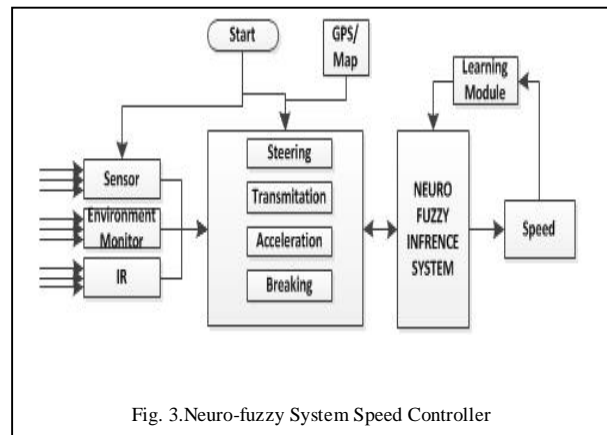 Start
GPS/
Map
Learning
Module
Sensor
Environment
Monitor
IR
Steering
Transmitation
Acceleration
Breaking
NEURO
FUZZY
INFRENCE
SYSTEM
Speed
Fig. 3.Neuro-fuzzy System Speed Controller